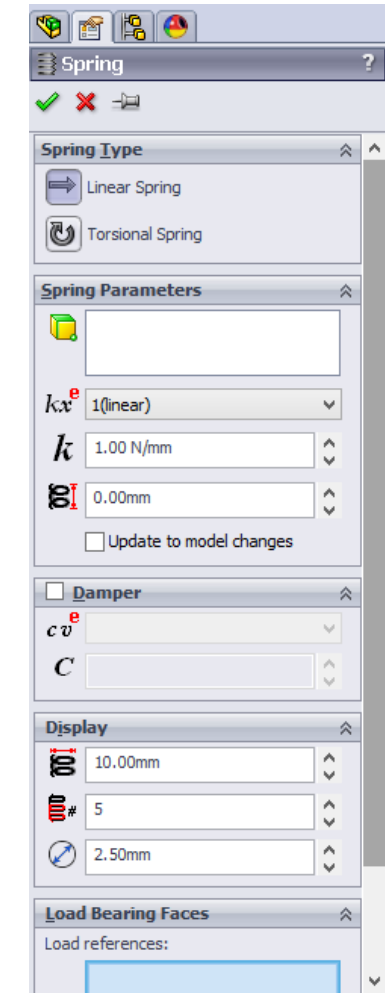 Spring ?
Spring Type
Linear Spring
Torsional Spring
Spring Parameters
kx^e 1(linear)
k 1.00 N/mm
0.00mm
Update to model changes
Damper
cv^e
C
Display
10.00mm
# 5
2.50mm
Load Bearing Faces
Load references: